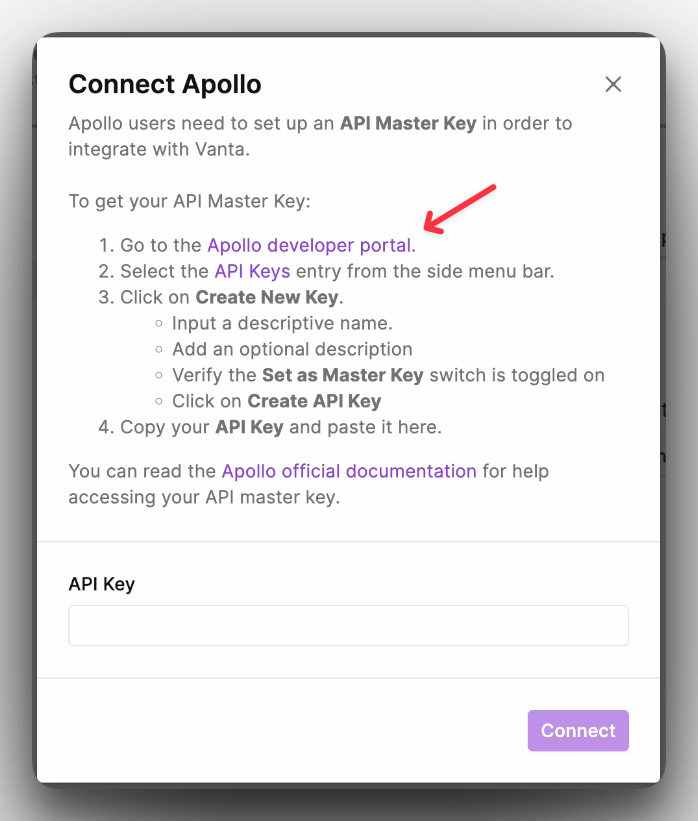 Connect Apollo
Apollo users need to set up an API Master Key in order to
integrate with Vanta.
To get your API Master Key:
1. Go to the Apollo developer portal.
2. Select the API Keys entry from the side menu bar.
3. Click on Create New Key.
Input a descriptive name.
Add an optional description
Verify the Set as Master Key switch is toggled on
Click on Create API Key
4. Copy your API Key and paste it here.
You can read the Apollo official documentation for help
accessing your API master key.
API Key
Connect